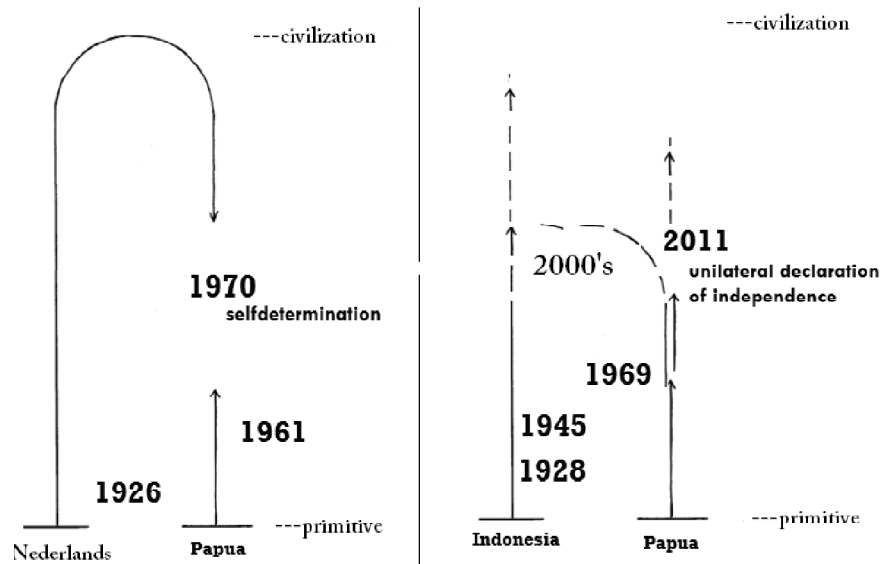 ---civilization
1970
selfdetermination
1961
1926
---primitive
Nederlands
Papua
---civilization
2011
2000's
unilateral declaration
of independence
1969
1945
1928
---primitive
Indonesia
Papua